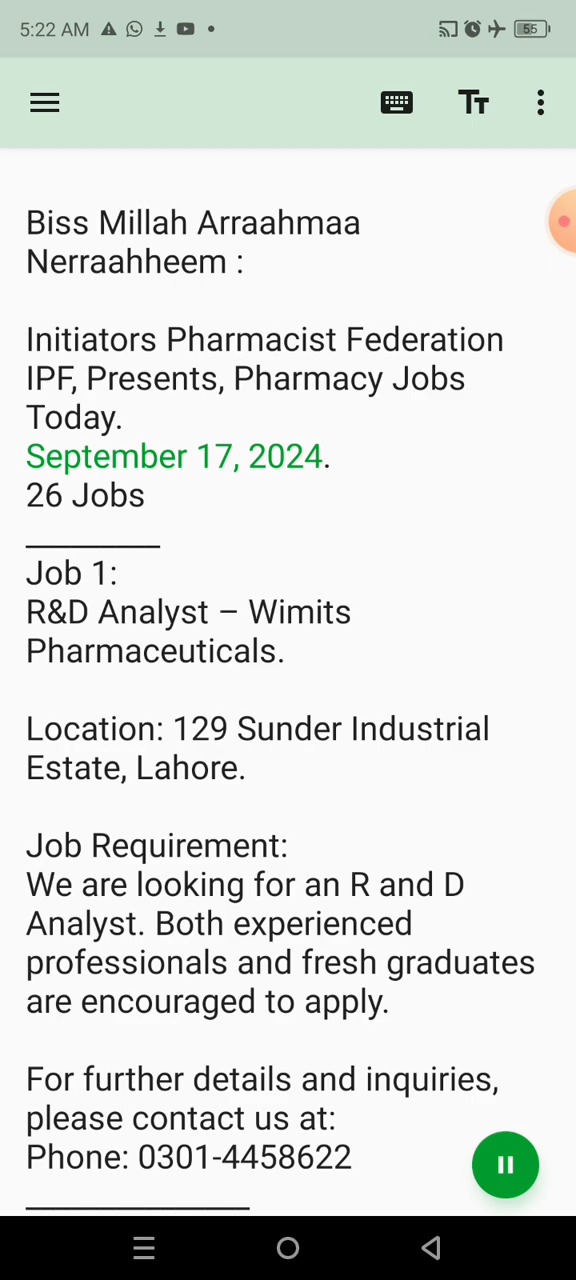 5:22 AM
55
Biss Millah Arraahmaa
Nerraahheem :
Initiators Pharmacist Federation
IPF, Presents, Pharmacy Jobs
Today.
September 17, 2024.
26 Jobs
Job 1:
R&D Analyst – Wimits
Pharmaceuticals.
Location: 129 Sunder Industrial
Estate, Lahore.
Job Requirement:
We are looking for an R and D
Analyst. Both experienced
professionals and fresh graduates
are encouraged to apply.
For further details and inquiries,
please contact us at:
Phone: 0301-4458622